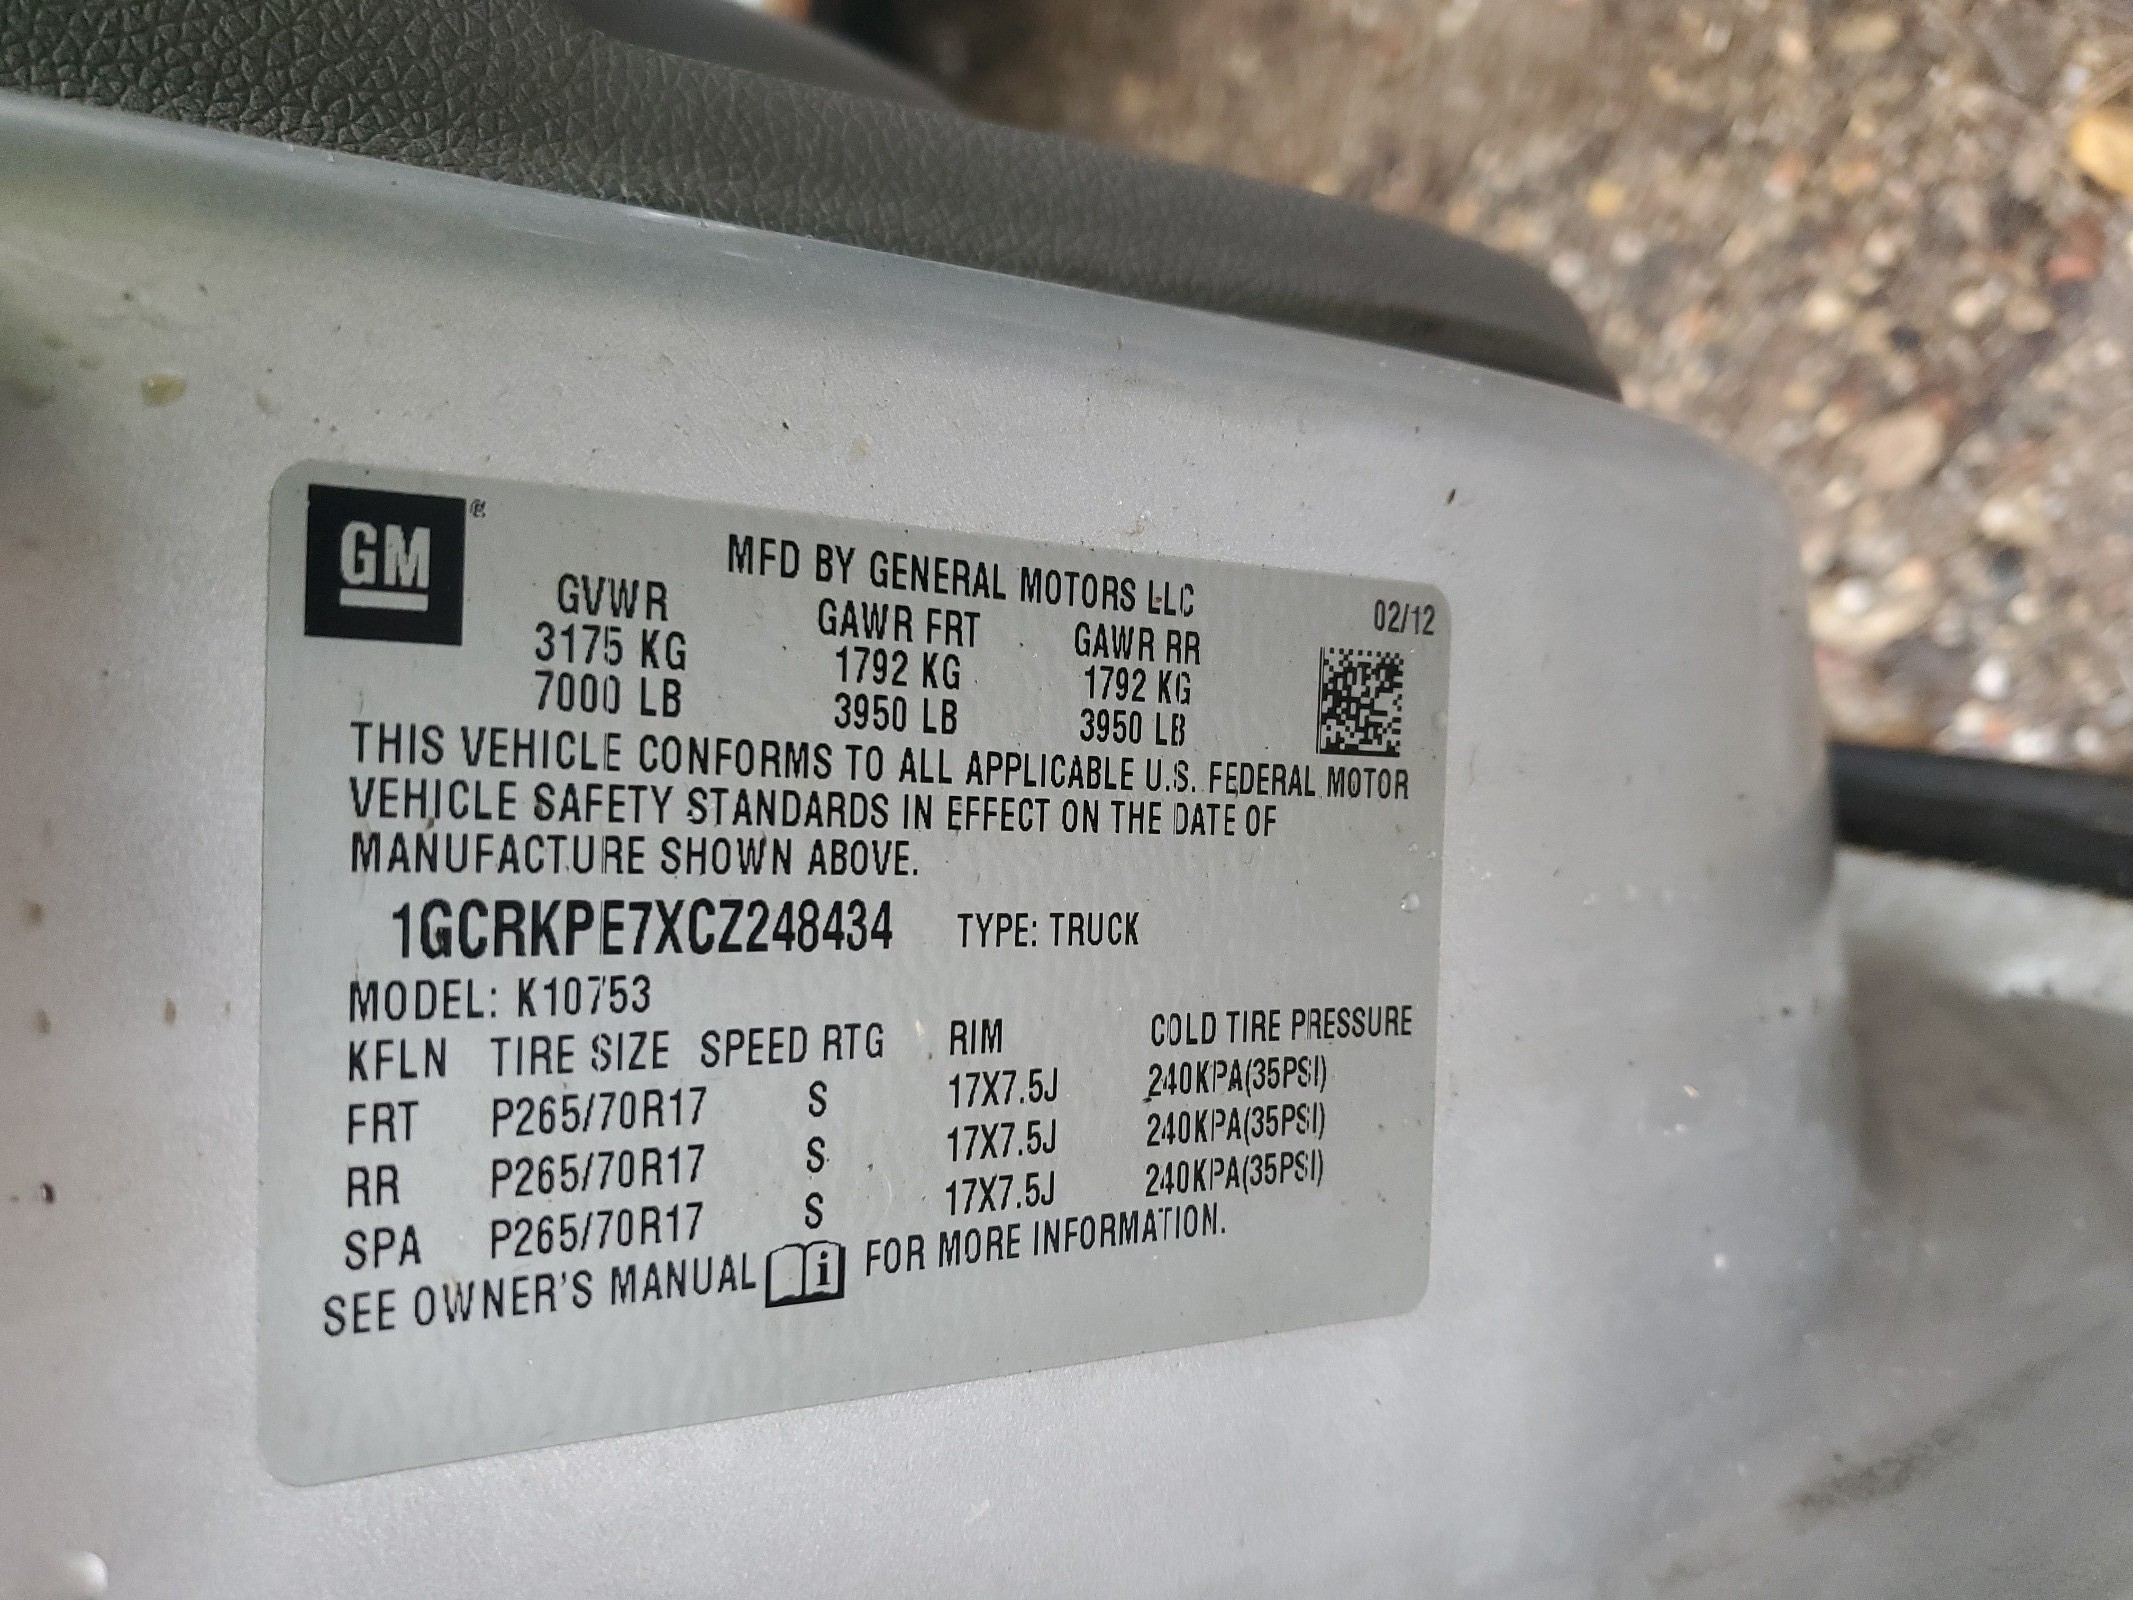 GM®
MFD BY GENERAL MOTORS LLC
02/12
GVWR GAWR FRT GAWR RR
3175 KG 1792 KG 1792 KG
7000 LB 3950 LB 3950 LB
THIS VEHICLE CONFORMS TO ALL APPLICABLE U.S. FEDERAL MOTOR
VEHICLE SAFETY STANDARDS IN EFFECT ON THE DATE OF
MANUFACTURE SHOWN ABOVE.
1GCRKPE7XCZ248434 TYPE: TRUCK
MODEL: K10753
KFLN TIRE SIZE SPEED RTG RIM COLD TIRE PRESSURE
FRT P265/70R17 S 17X7.5J 240KPA(35PSI)
RR P265/70R17 S 17X7.5J 240KPA(35PSI)
SPA P265/70R17 S 17X7.5J 240KPA(35PSI)
SEE OWNER'S MANUAL i FOR MORE INFORMATION.